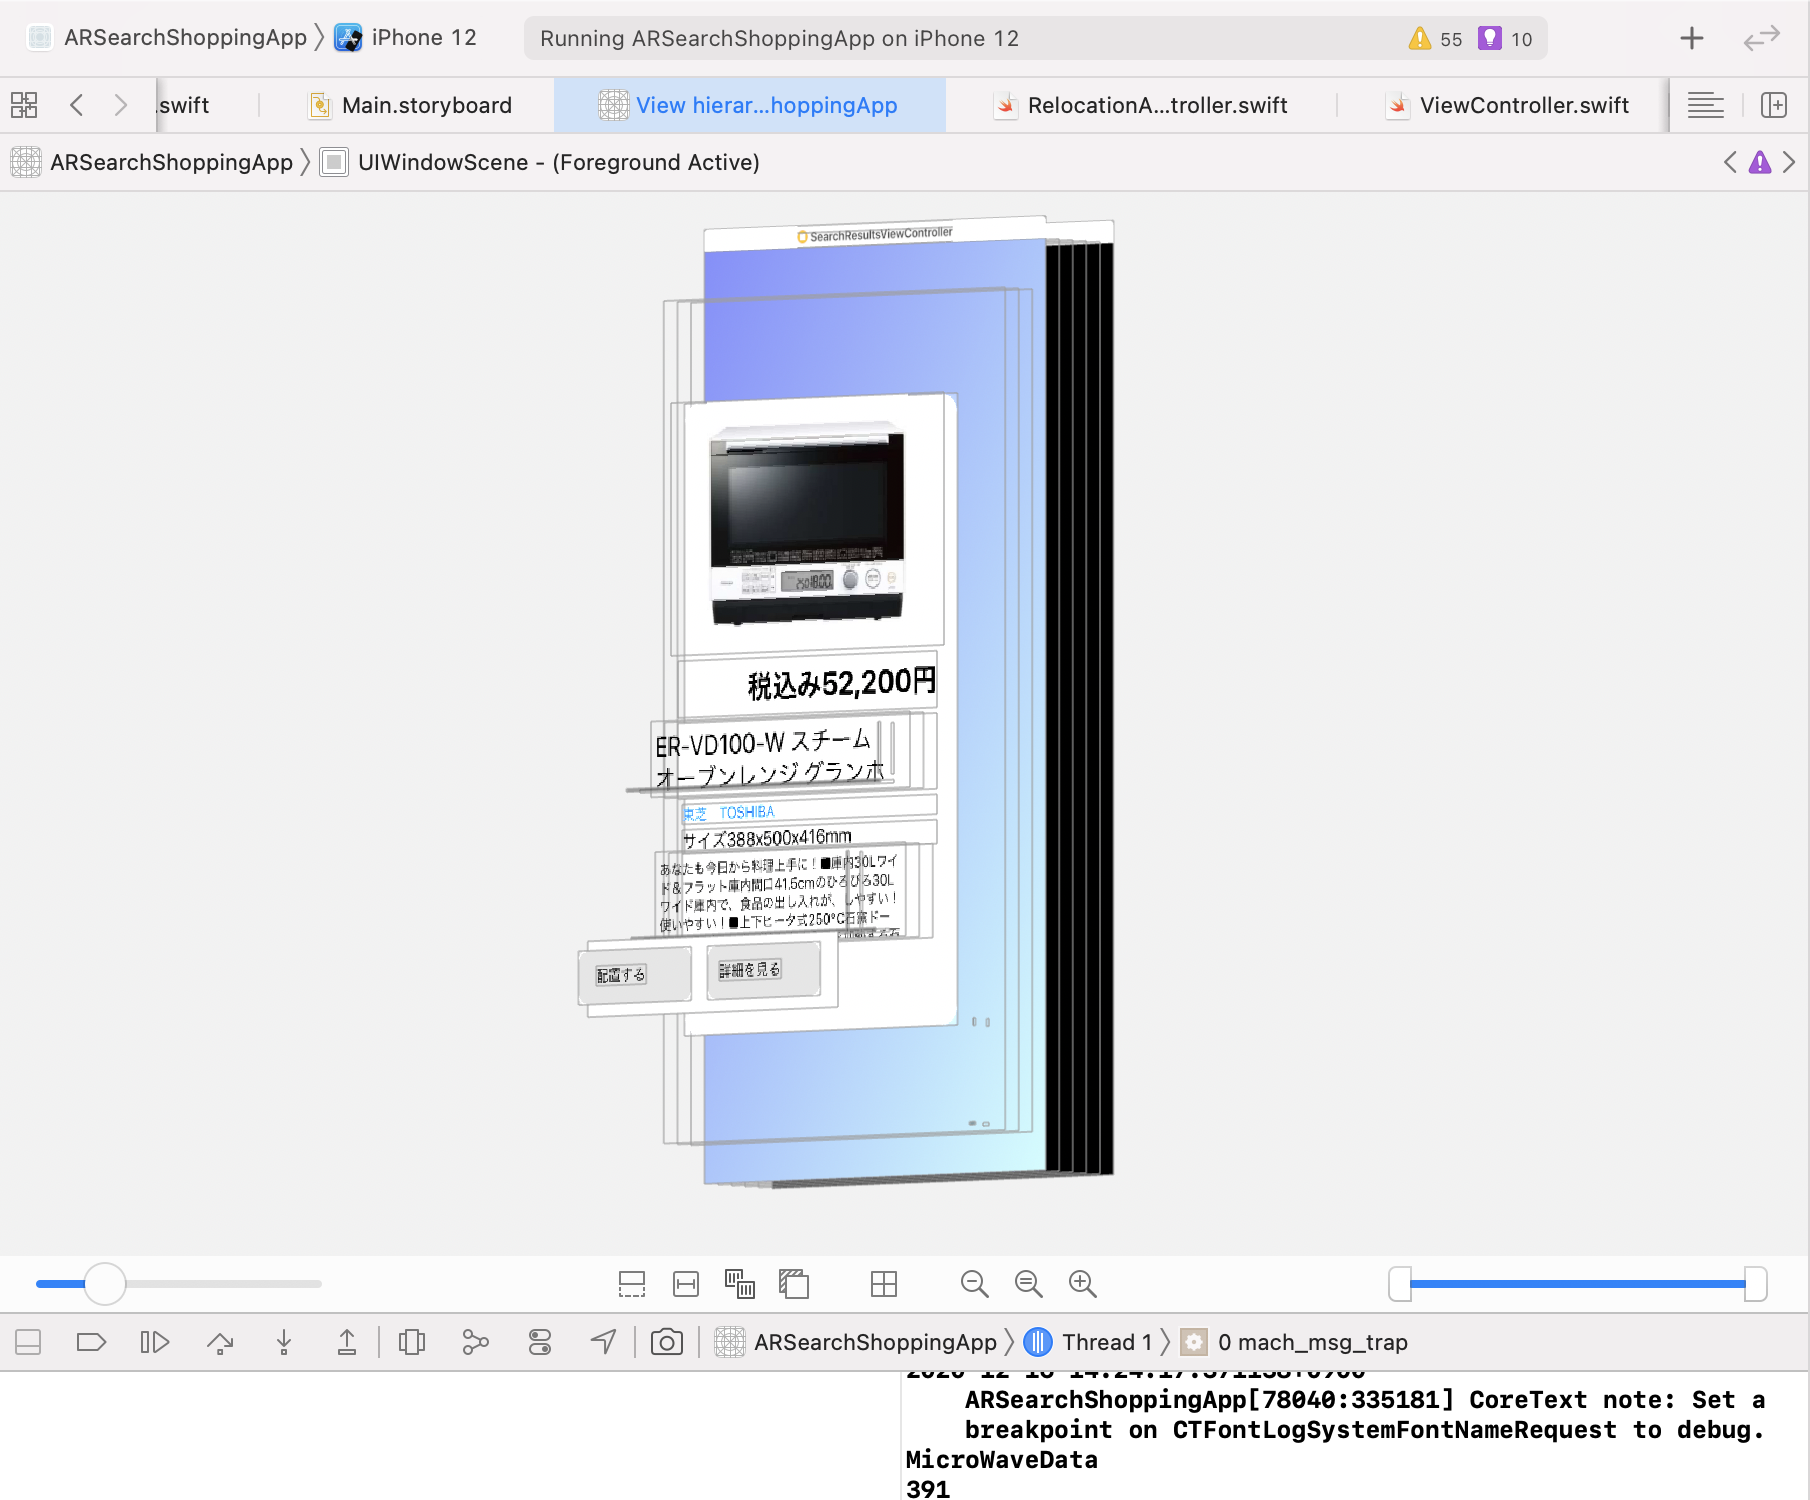 ARSearchShoppingApp 〉 iPhone 12
Running ARSearchShoppingApp on iPhone 12
55
10
.swift
Main.storyboard
View hierar...hoppingApp
RelocationA...troller.swift
ViewController.swift
ARSearchShoppingApp 〉 UIWindowScene - (Foreground Active)
SearchResultsViewController
税込み52,200円
ER-VD100-W スチーム
オーブンレンジ グランホ
東芝　TOSHIBA
サイズ388x500x416mm
あなたも今日から料理上手に！■庫内30Lワイ
ド＆フラット庫内間口41.5cmのひろびろ30L
ワイド庫内で、食品の出し入れが、しやすい！
使いやすい！■上下ヒータ式250°C石窯ドー
配置する
詳細を見る
ARSearchShoppingApp 〉 Thread 1 〉 0 mach_msg_trap
ARSearchShoppingApp[78040:335181] CoreText note: Set a
breakpoint on CTFontLogSystemFontNameRequest to debug.
MicroWaveData
391